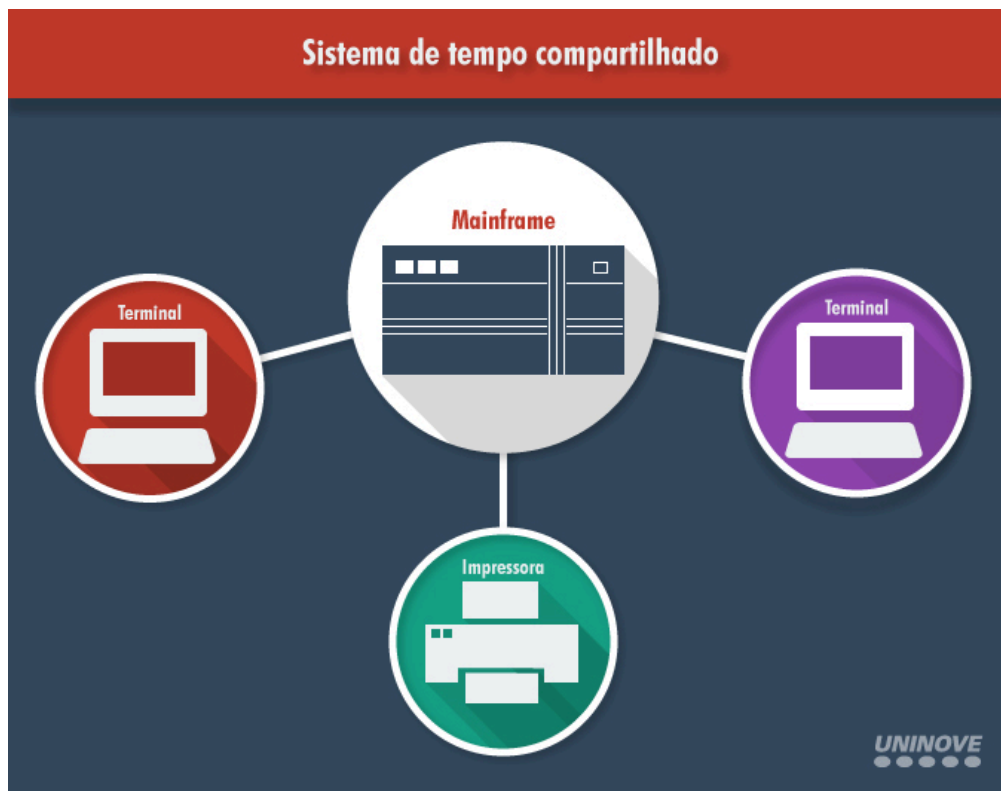 Sistema de tempo compartilhado
Mainframe
Terminal
Terminal
Impressora
UNINOVE